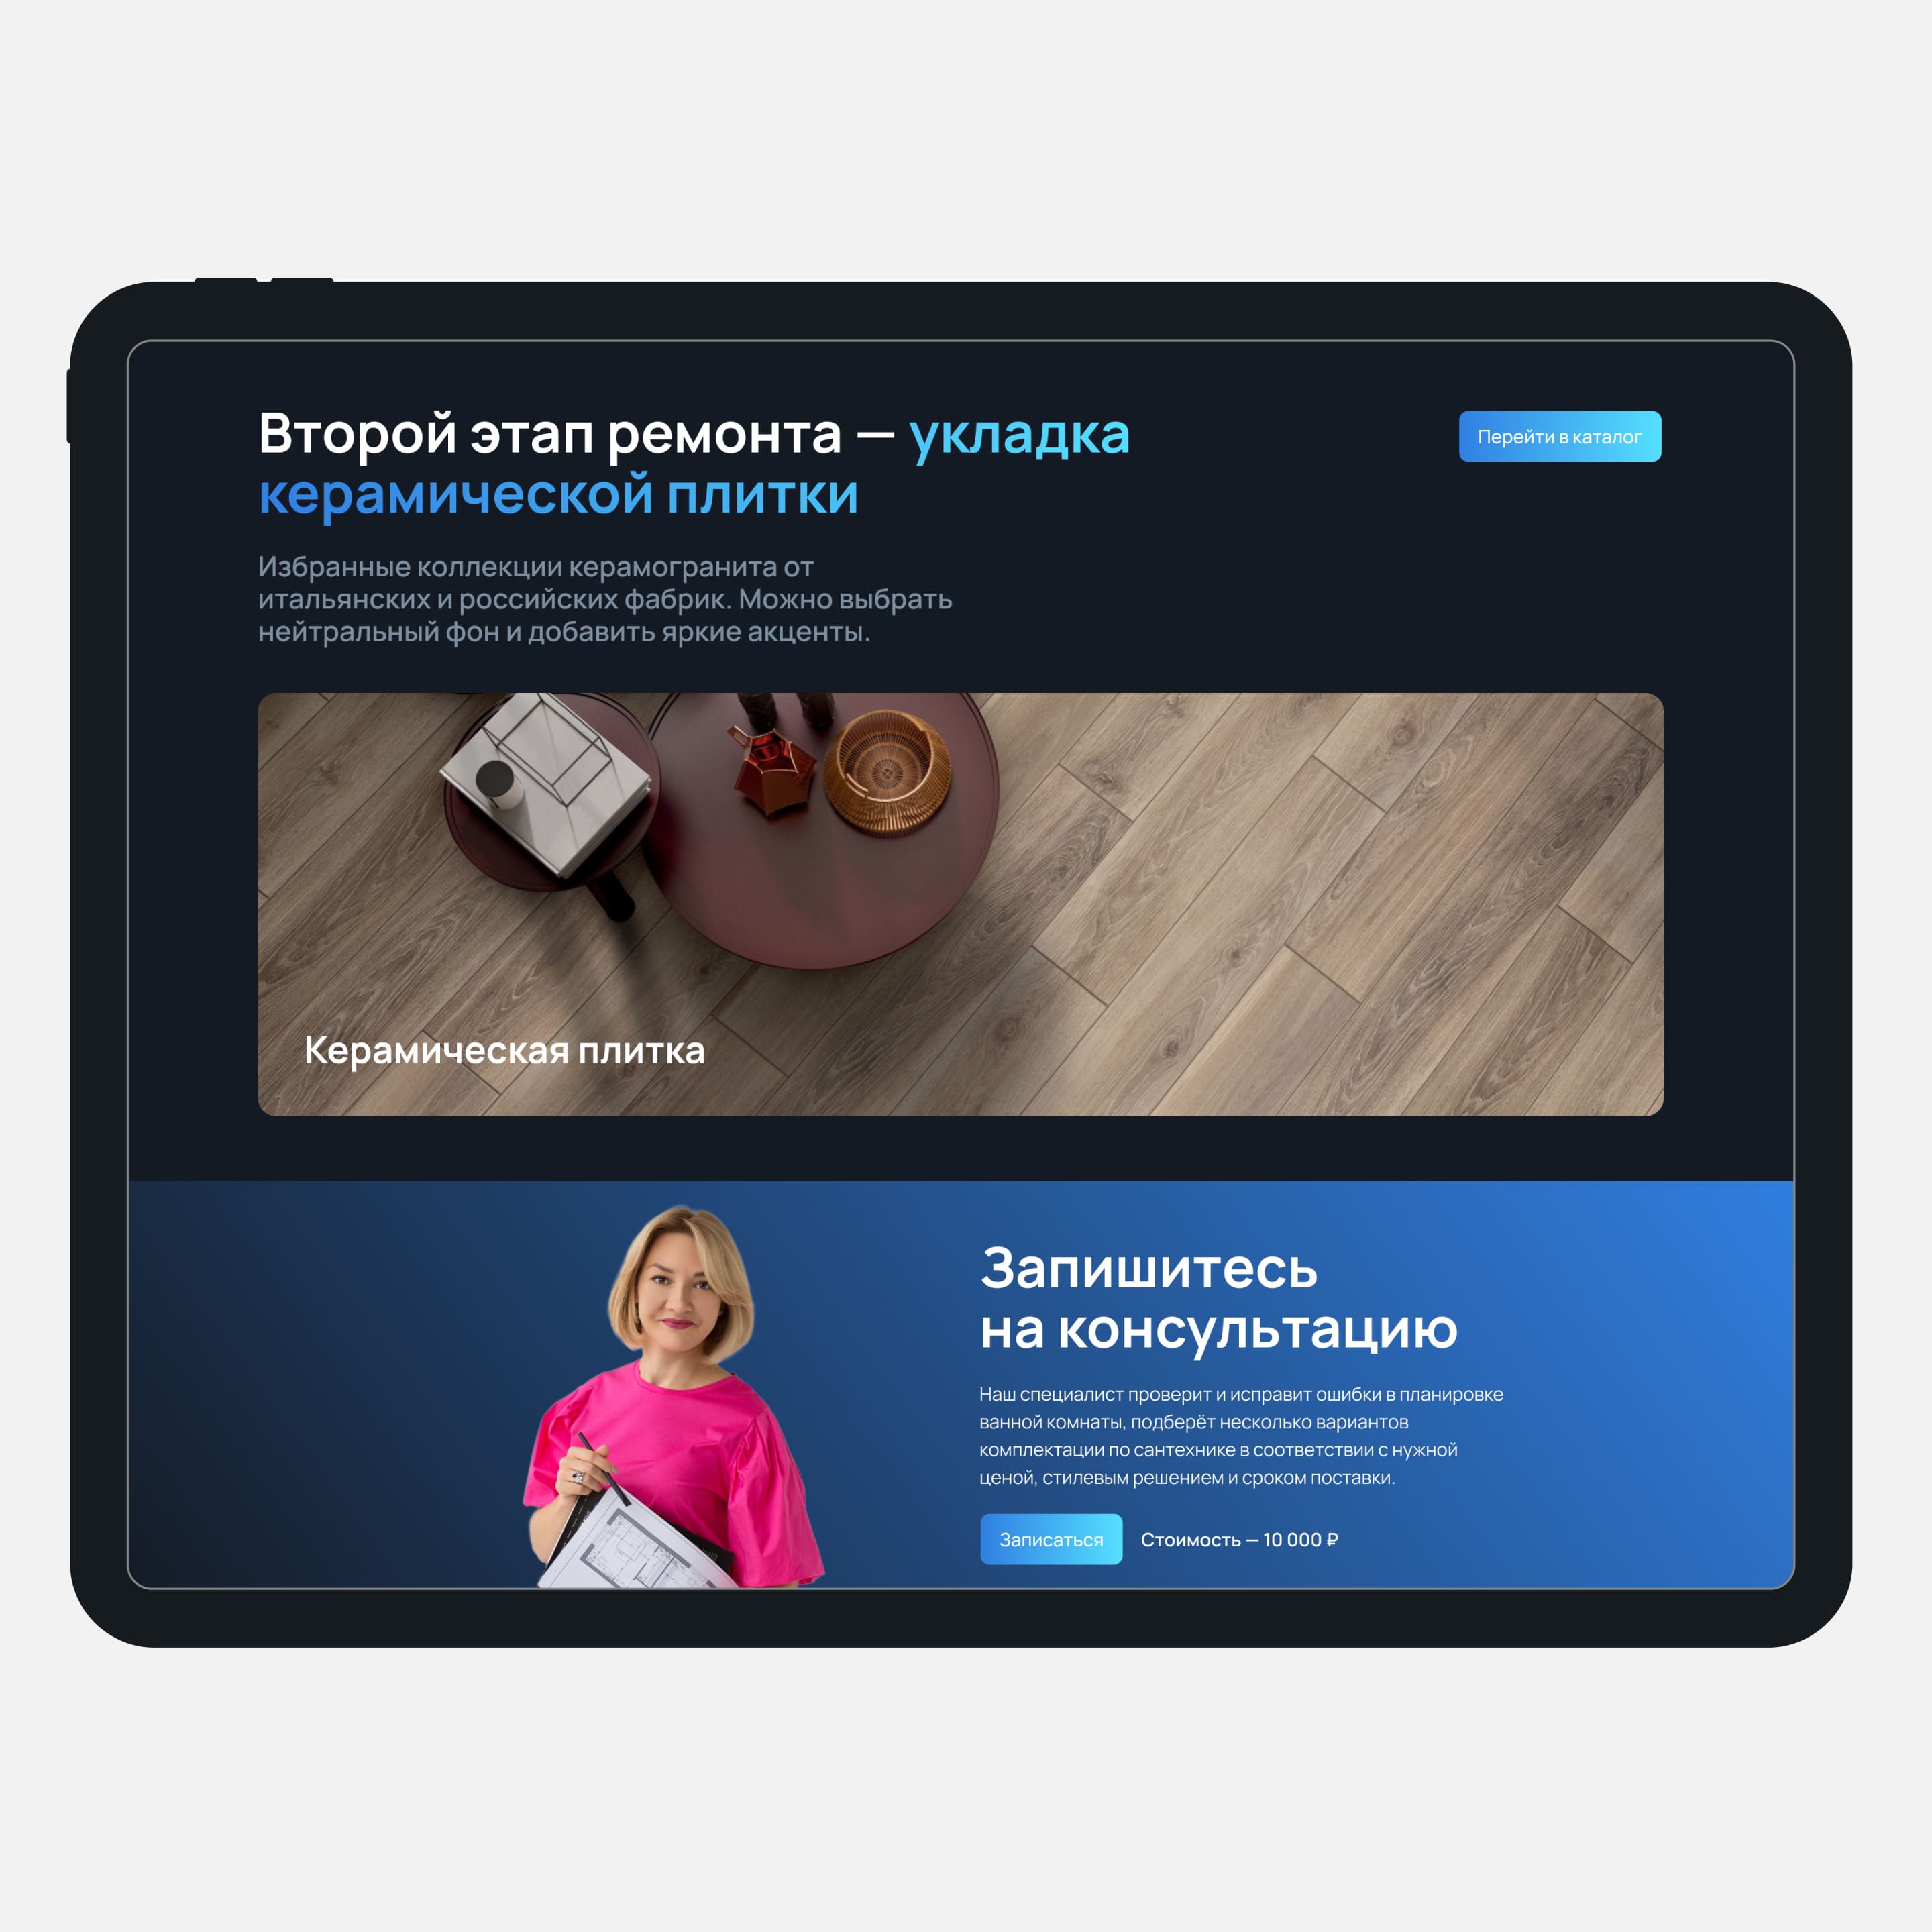 Второй этап ремонта — укладка
керамической плитки
Перейти в каталог
Избранные коллекции керамогранита от
итальянских и российских фабрик. Можно выбрать
нейтральный фон и добавить яркие акценты.
Керамическая плитка
Запишитесь
на консультацию
Наш специалист проверит и исправит ошибки в планировке
ванной комнаты, подберёт несколько вариантов
комплектации по сантехнике в соответствии с нужной
ценой, стилевым решением и сроком поставки.
Записаться
Стоимость — 10 000 ₽